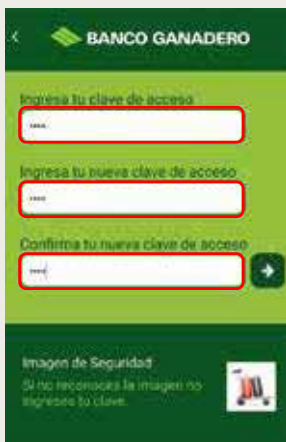 BANCO GANADERO
Ingresa tu clave de acceso
....
Ingresa tu nueva clave de acceso
....
Confirma tu nueva clave de acceso
....
Imagen de Seguridad
Si no reconoces la imagen no
ingreses tu clave.